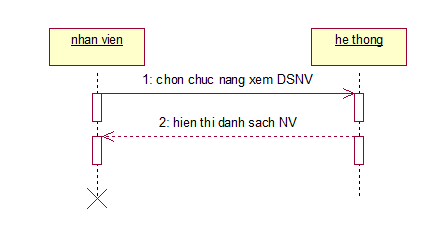 nhan vien
he thong
1: chon chuc nang xem DSNV
2: hien thi danh sach NV